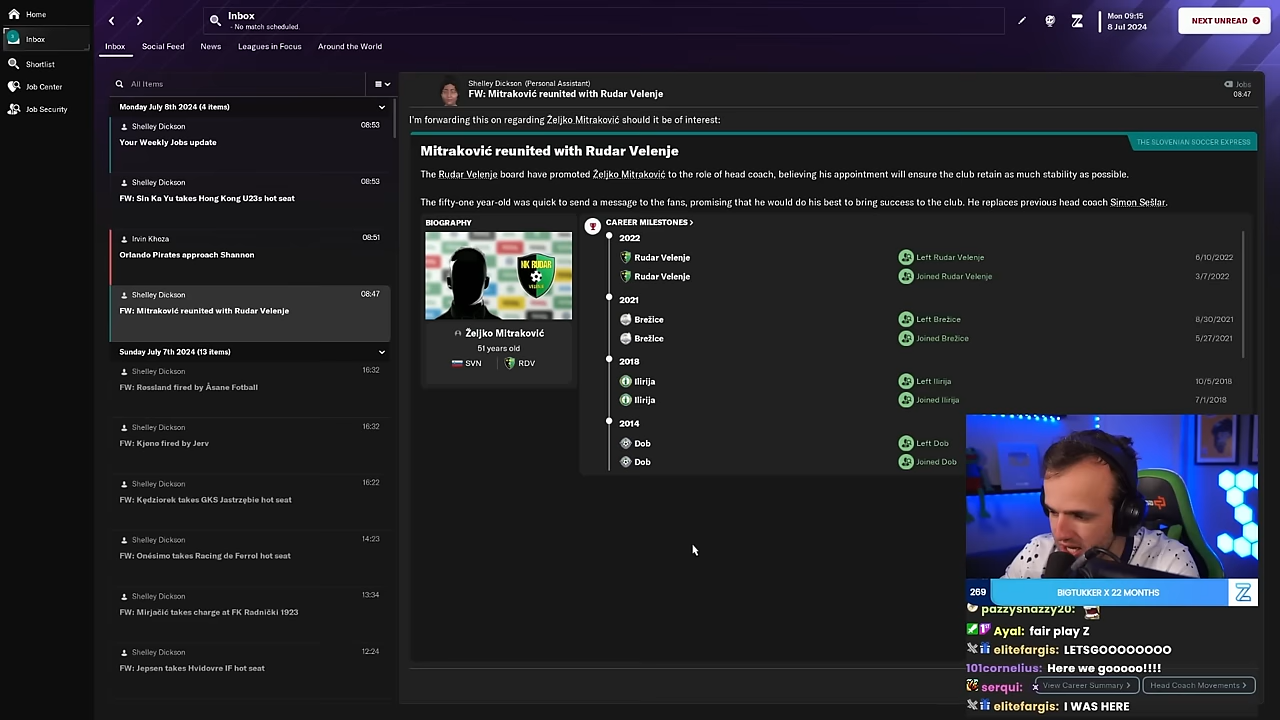 Home
Inbox
Shortlist
Job Center
Job Security
Inbox
- No match scheduled.
Mon 09:15
8 Jul 2024
NEXT UNREAD
Inbox
Social Feed
News
Leagues in Focus
Around the World
All Items
Monday July 8th 2024 (4 items)
Shelley Dickson
08:53
Your Weekly Jobs update
Shelley Dickson
08:53
FW: Sin Ka Yu takes Hong Kong U23s hot seat
Irvin Khoza
08:51
Orlando Pirates approach Shannon
Shelley Dickson
08:47
FW: Mitraković reunited with Rudar Velenje
Sunday July 7th 2024 (13 items)
Shelley Dickson
16:32
FW: Røssland fired by Åsane Fotball
Shelley Dickson
16:32
FW: Kjønø fired by Jerv
Shelley Dickson
16:22
FW: Kędziorek takes GKS Jastrzębie hot seat
Shelley Dickson
14:23
FW: Onésimo takes Racing de Ferrol hot seat
Shelley Dickson
13:34
FW: Mirjačić takes charge at FK Radnički 1923
Shelley Dickson
12:24
FW: Jepsen takes Hvidovre IF hot seat
Shelley Dickson (Personal Assistant)
FW: Mitraković reunited with Rudar Velenje
Jobs
08:47
I'm forwarding this on regarding Željko Mitraković should it be of interest:
THE SLOVENIAN SOCCER EXPRESS
Mitraković reunited with Rudar Velenje
The Rudar Velenje board have promoted Željko Mitraković to the role of head coach, believing his appointment will ensure the club retain as much stability as possible.
The fifty-one year-old was quick to send a message to the fans, promising that he would do his best to bring success to the club. He replaces previous head coach Simon Sešlar.
BIOGRAPHY
NK RUDAR
Željko Mitraković
51 years old
SVN
RDV
CAREER MILESTONES >
2022
Rudar Velenje
Left Rudar Velenje
6/10/2022
Rudar Velenje
Joined Rudar Velenje
3/7/2022
2021
Brežice
Left Brežice
8/30/2021
Brežice
Joined Brežice
5/27/2021
2018
Ilirija
Left Ilirija
10/5/2018
Ilirija
Joined Ilirija
7/1/2018
2014
Dob
Left Dob
Dob
Joined Dob
269
BIGTUKKER X 22 MONTHS
pazzysnazzy20:
Ayal: fair play Z
elitefargis: LETSGOOOOOOOO
101cornelius: Here we gooooo!!!!
serqui: x
View Career Summary >
Head Coach Movements >
elitefargis: I WAS HERE